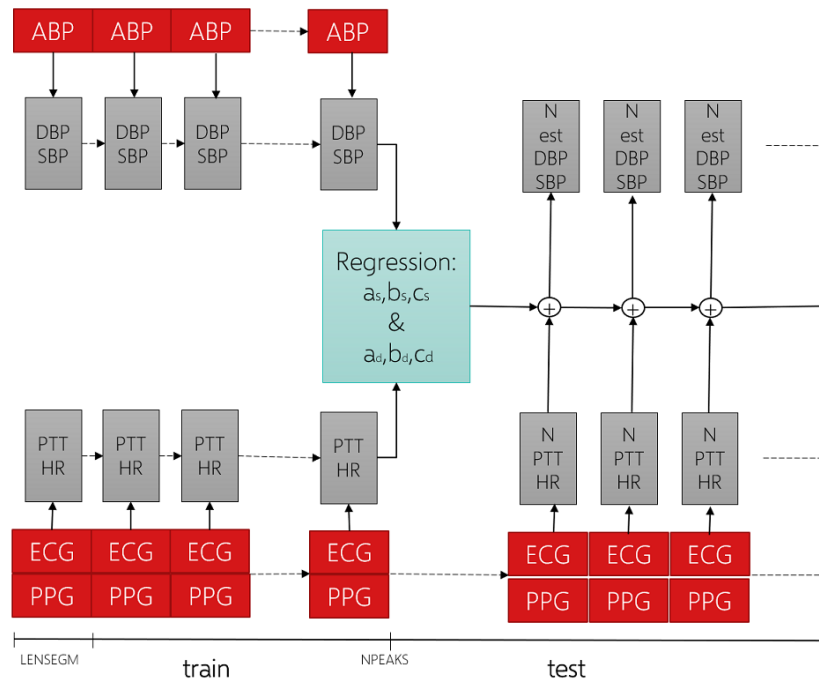 ABP ABP ABP ABP
DBP DBP DBP DBP
SBP SBP SBP SBP
N N N
est est est
DBP DBP DBP
SBP SBP SBP
Regression:
as,bs,cs
&
ad,bd,cd
+ + +
PTT PTT PTT PTT
HR HR HR HR
N N N
PTT PTT PTT
HR HR HR
ECG ECG ECG ECG ECG ECG ECG
PPG PPG PPG PPG PPG PPG PPG
LENSEGM train NPEAKS test